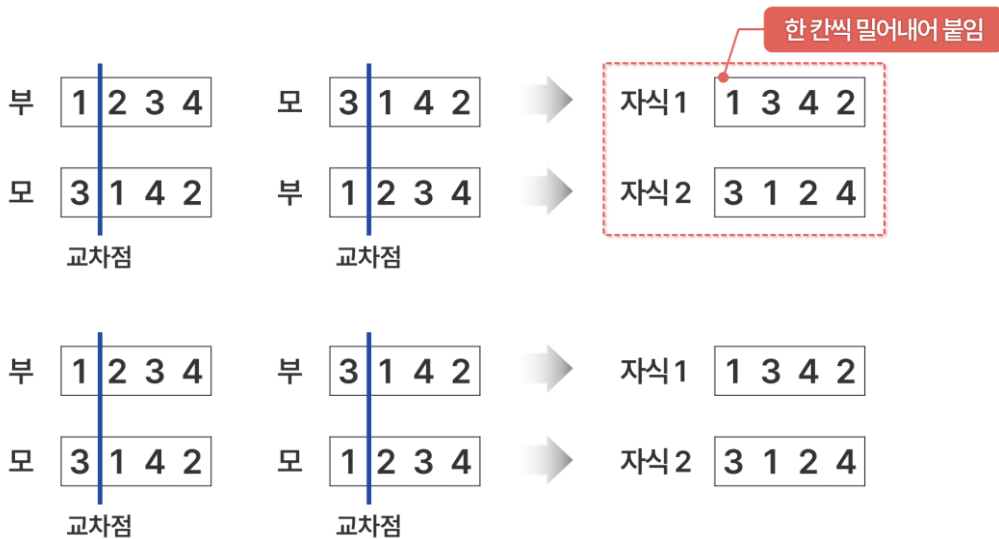 한 칸씩 밀어내어 붙임
부 1 2 3 4 모 3 1 4 2 자식 1 1 3 4 2
모 3 1 4 2 부 1 2 3 4 자식 2 3 1 2 4
교차점 교차점
부 1 2 3 4 부 3 1 4 2 자식 1 1 3 4 2
모 3 1 4 2 모 1 2 3 4 자식 2 3 1 2 4
교차점 교차점